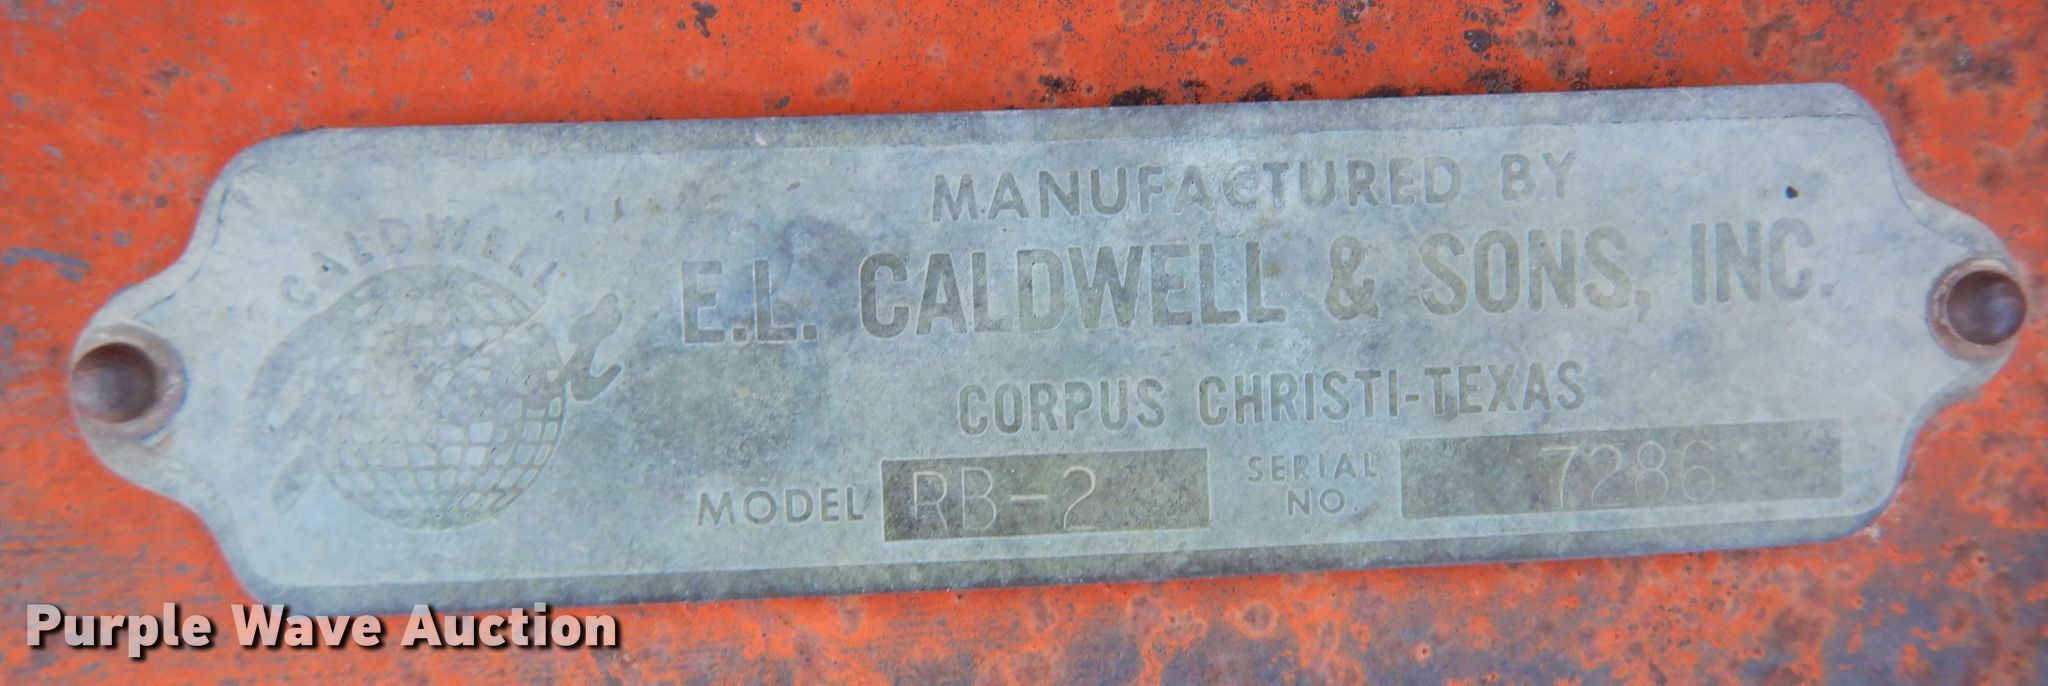 MANUFACTURED BY
CALDWELL
E.L. CALDWELL & SONS, INC.
CORPUS CHRISTI-TEXAS
MODEL RB-2 SERIAL NO. 7286
Purple Wave Auction